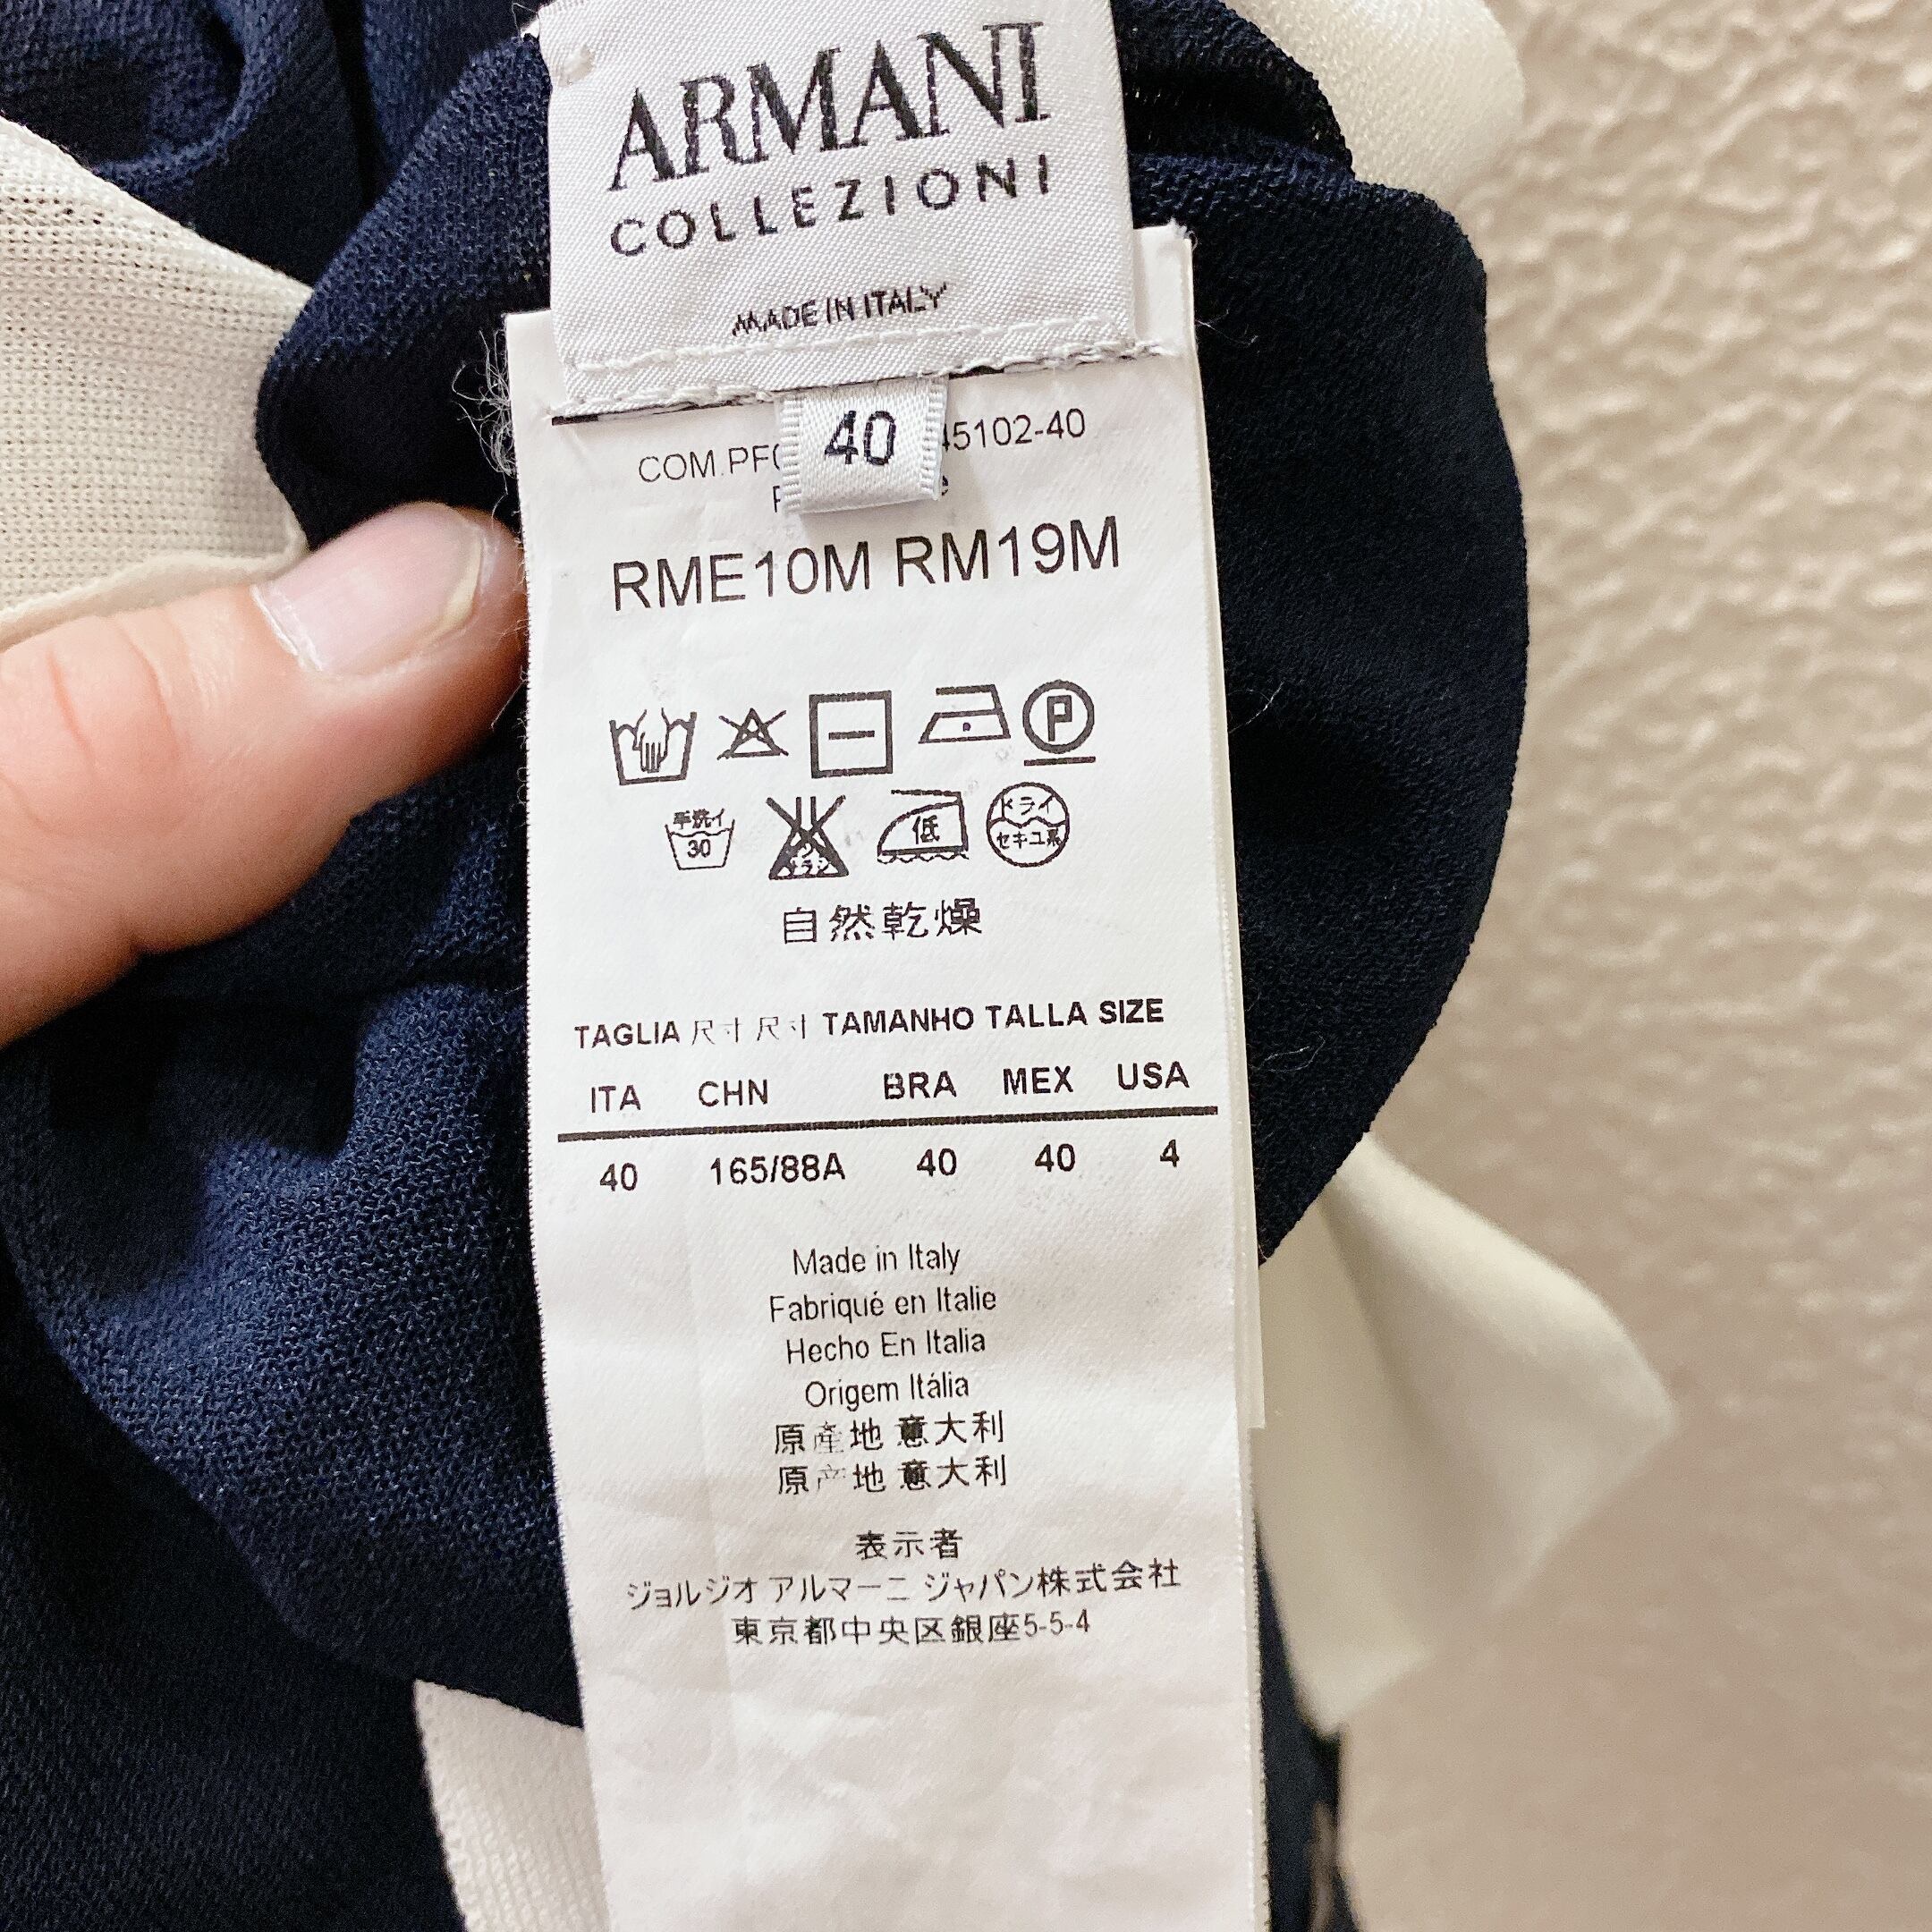 ARMANI
COLLEZIONI
MADE IN ITALY
40
COM.PF 45102-40
RME10M RM19M
P
手洗イ
30
低
ドライ
セキユ系
自然乾燥
TAGLIA 尺寸 尺寸 TAMANHO TALLA SIZE
ITA CHN BRA MEX USA
40 165/88A 40 40 4
Made in Italy
Fabriqué en Italie
Hecho En Italia
Origem Itália
原產地 意大利
原产地 意大利
表示者
ジョルジオ アルマーニ ジャパン株式会社
東京都中央区銀座5-5-4